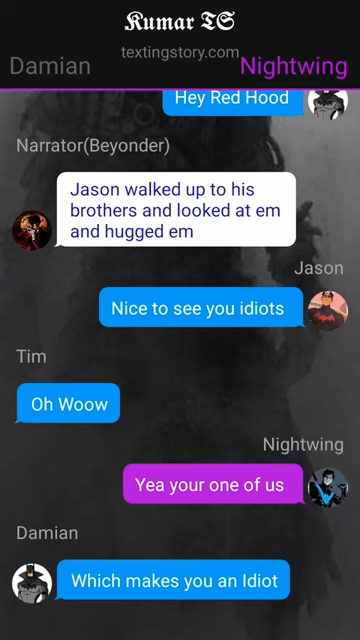 Kumar TS
textingstory.com
Damian
Nightwing
Hey Red Hood
Narrator(Beyonder)
Jason walked up to his
brothers and looked at em
and hugged em
Jason
Nice to see you idiots
Tim
Oh Woow
Nightwing
Yea your one of us
Damian
Which makes you an Idiot